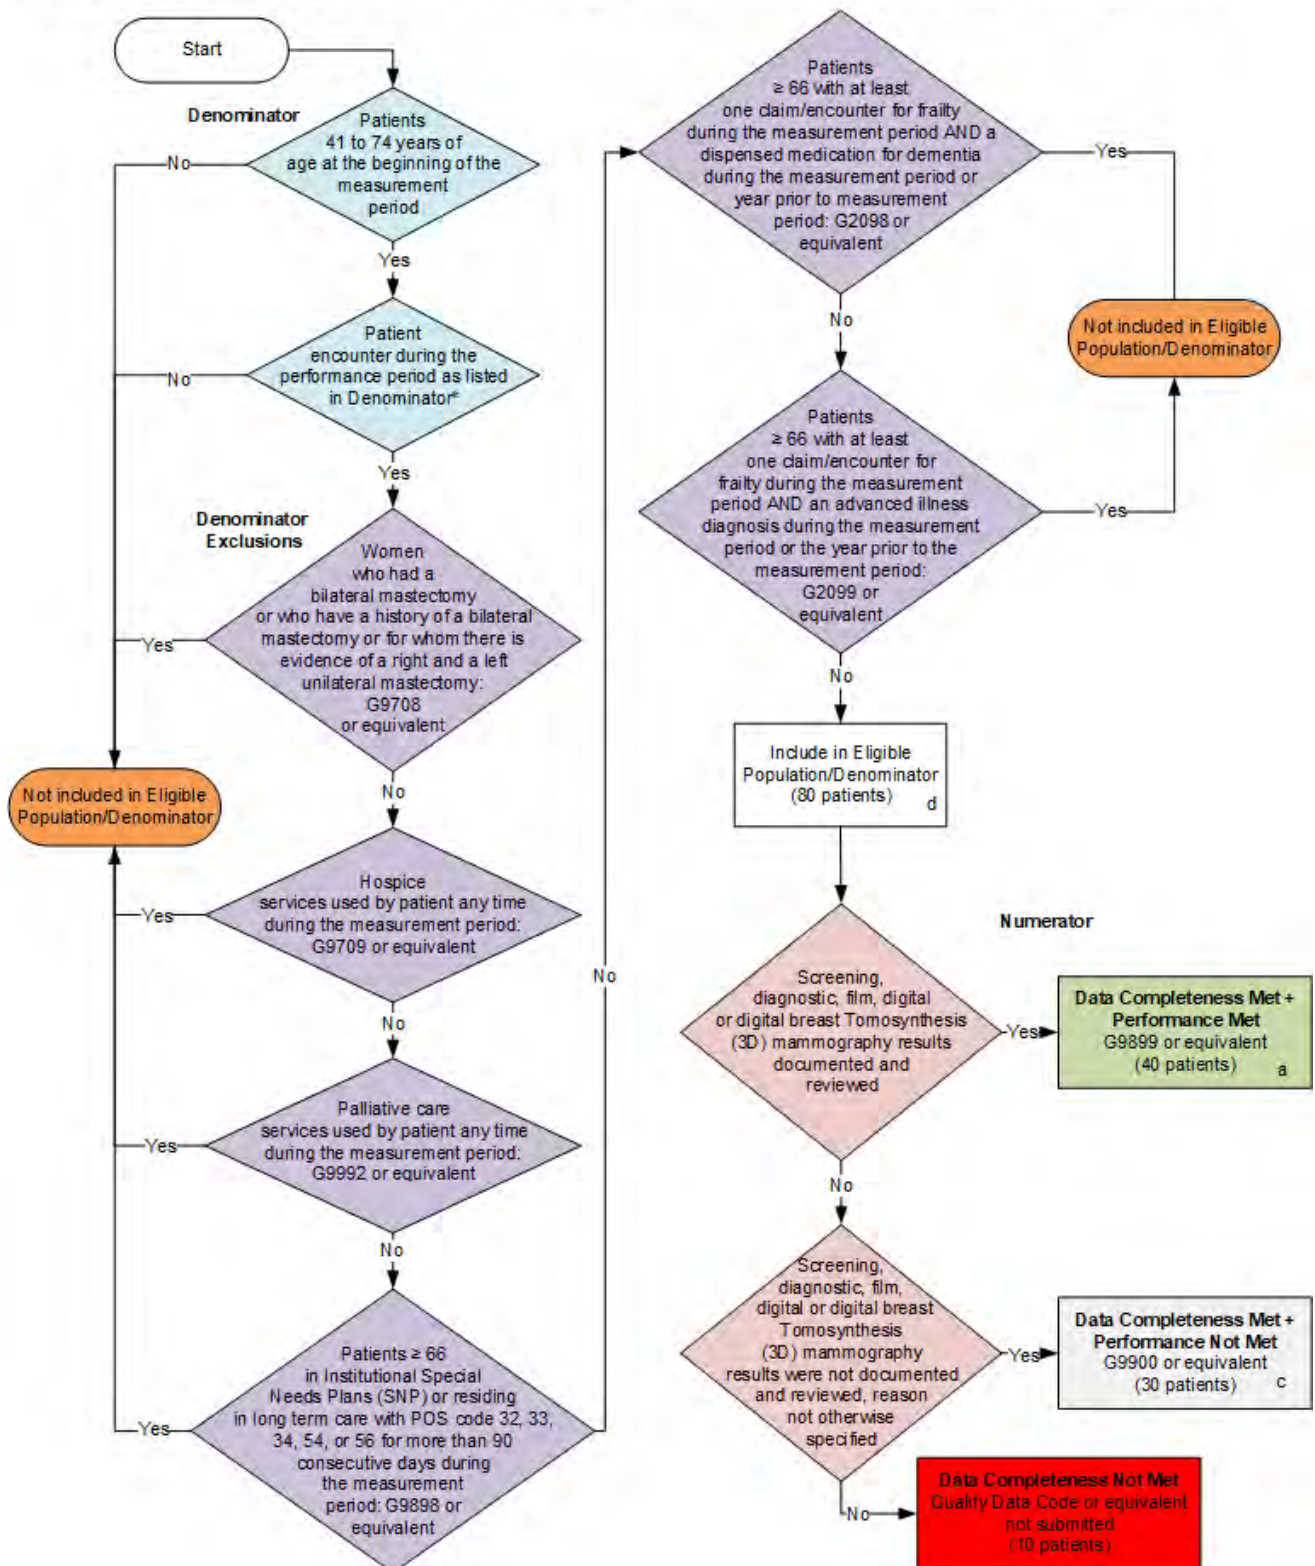 Start
Denominator
Patients
41 to 74 years of
age at the beginning of the
measurement
period
No
Yes
Patient
encounter during the
performance period as listed
in Denominator*
No
Yes
Denominator
Exclusions
Women
who had a
bilateral mastectomy
or who have a history of a bilateral
mastectomy or for whom there is
evidence of a right and a left
unilateral mastectomy:
G9708
or equivalent
Yes
No
Not included in Eligible
Population/Denominator
Hospice
services used by patient any time
during the measurement period:
G9709 or equivalent
Yes
No
Palliative care
services used by patient any time
during the measurement period:
G9992 or equivalent
Yes
No
Patients ≥ 66
in Institutional Special
Needs Plans (SNP) or residing
in long term care with POS code 32, 33,
34, 54, or 56 for more than 90
consecutive days during
the measurement
period: G9898 or
equivalent
Yes
No
Patients
≥ 66 with at least
one claim/encounter for frailty
during the measurement period AND a
dispensed medication for dementia
during the measurement period or
year prior to measurement
period: G2098 or
equivalent
Yes
No
Not included in Eligible
Population/Denominator
Patients
≥ 66 with at least
one claim/encounter for
frailty during the measurement
period AND an advanced illness
diagnosis during the measurement
period or the year prior to the
measurement period:
G2099 or
equivalent
Yes
No
Include in Eligible
Population/Denominator
(80 patients)
d
Numerator
Screening,
diagnostic, film, digital
or digital breast Tomosynthesis
(3D) mammography results
documented and
reviewed
Yes
Data Completeness Met +
Performance Met
G9899 or equivalent
(40 patients)
a
No
Screening,
diagnostic, film,
digital or digital breast
Tomosynthesis
(3D) mammography
results were not documented
and reviewed, reason
not otherwise
specified
Yes
Data Completeness Met +
Performance Not Met
G9900 or equivalent
(30 patients)
c
No
Data Completeness Not Met
Quality Data Code or equivalent
not submitted
(10 patients)